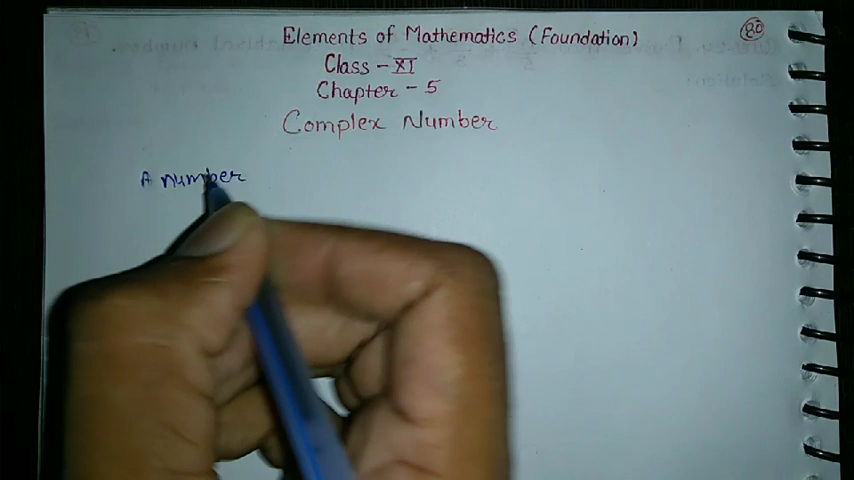 Elements of Mathematics (Foundation)
80
Class - XI
Chapter - 5
Complex Number
A number